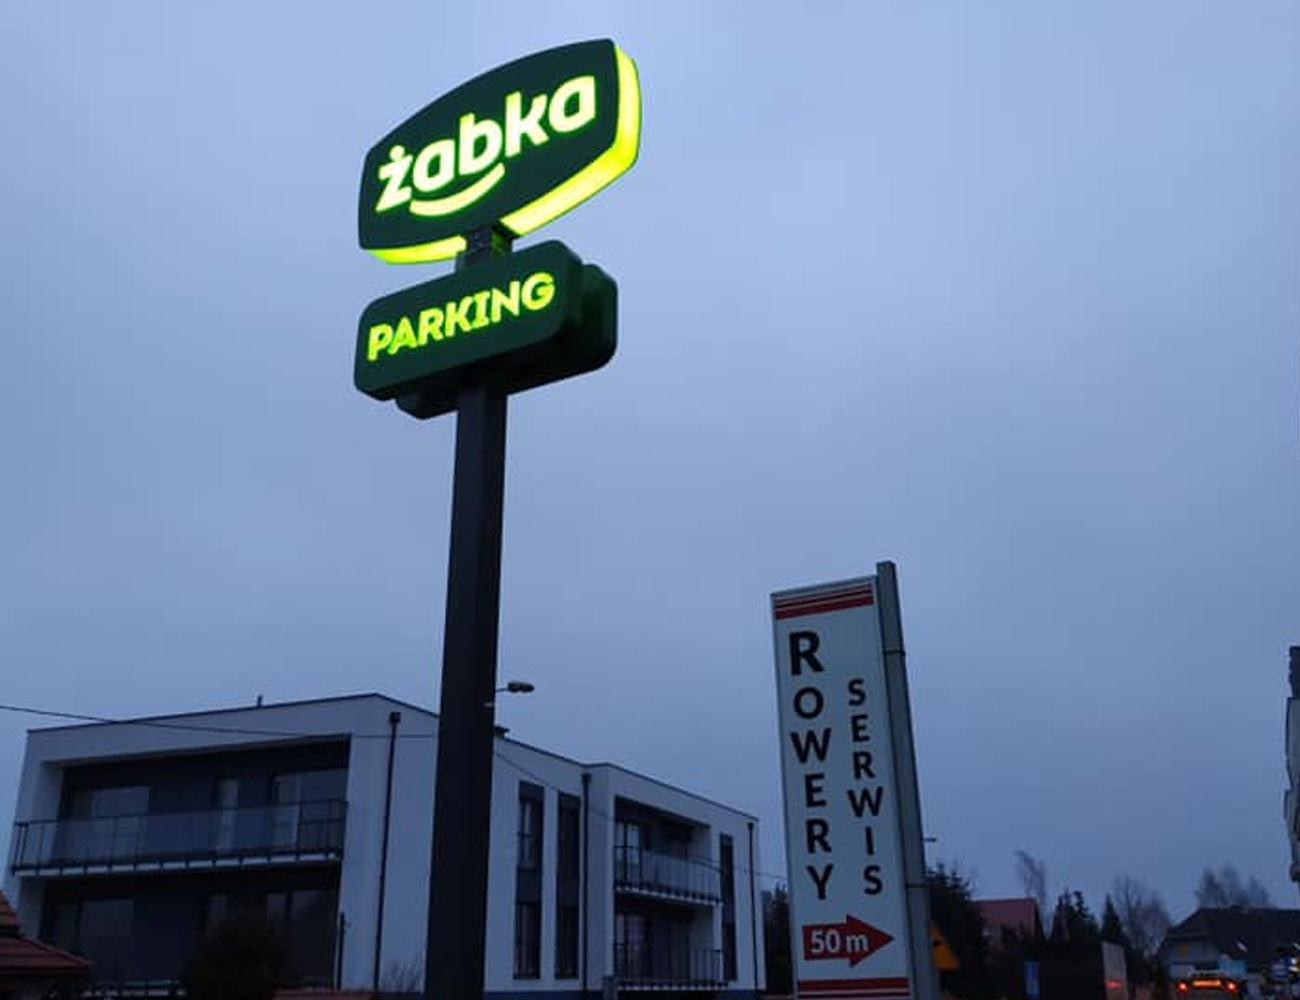 żabka
PARKING
ROWERY
SERWIS
50 m